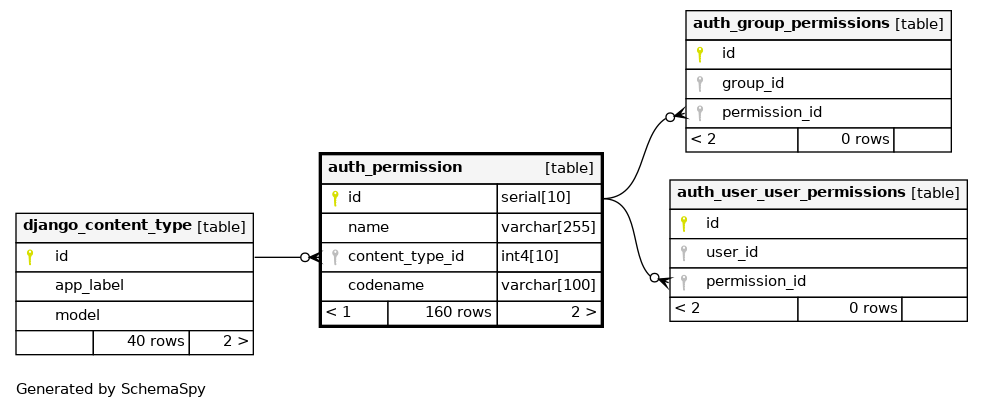 django_content_type [table]
id
app_label
model
40 rows 2 >
auth_permission [table]
id serial[10]
name varchar[255]
content_type_id int4[10]
codename varchar[100]
< 1 160 rows 2 >
auth_group_permissions [table]
id
group_id
permission_id
< 2 0 rows
auth_user_user_permissions [table]
id
user_id
permission_id
< 2 0 rows
Generated by SchemaSpy